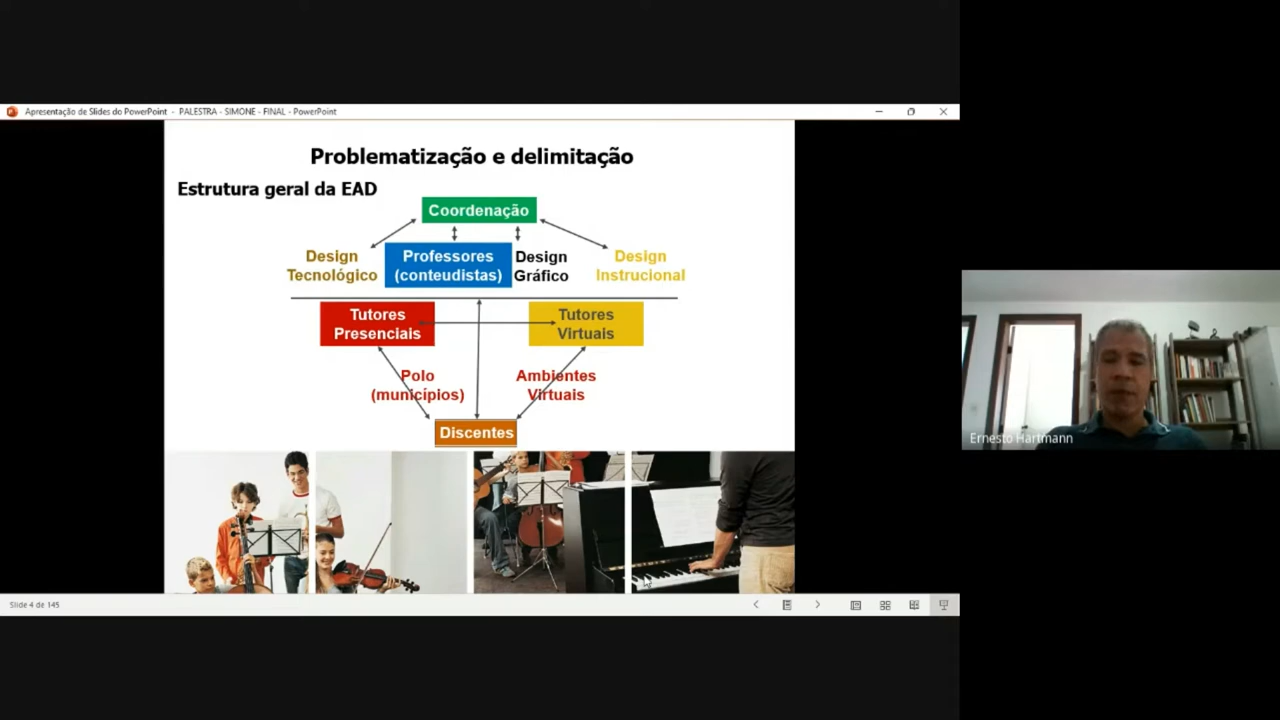 Apresentação de Slides do PowerPoint - PALESTRA - SIMONE - FINAL - PowerPoint
Problematização e delimitação
Estrutura geral da EAD
Coordenação
Design
Tecnológico
Professores
(conteudistas)
Design
Gráfico
Design
Instrucional
Tutores
Presenciais
Tutores
Virtuais
Polo
(municípios)
Ambientes
Virtuais
Discentes
Ernesto Hartmann
Slide 4 de 145